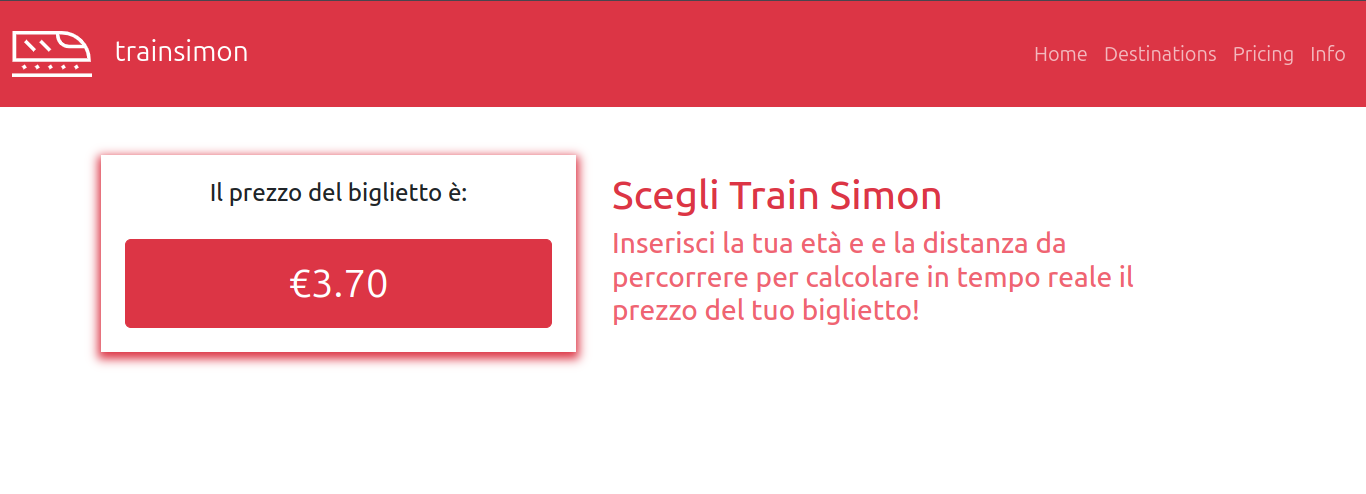 trainsimon
Home Destinations Pricing Info
Il prezzo del biglietto è:
€3.70
Scegli Train Simon
Inserisci la tua età e e la distanza da
percorrere per calcolare in tempo reale il
prezzo del tuo biglietto!